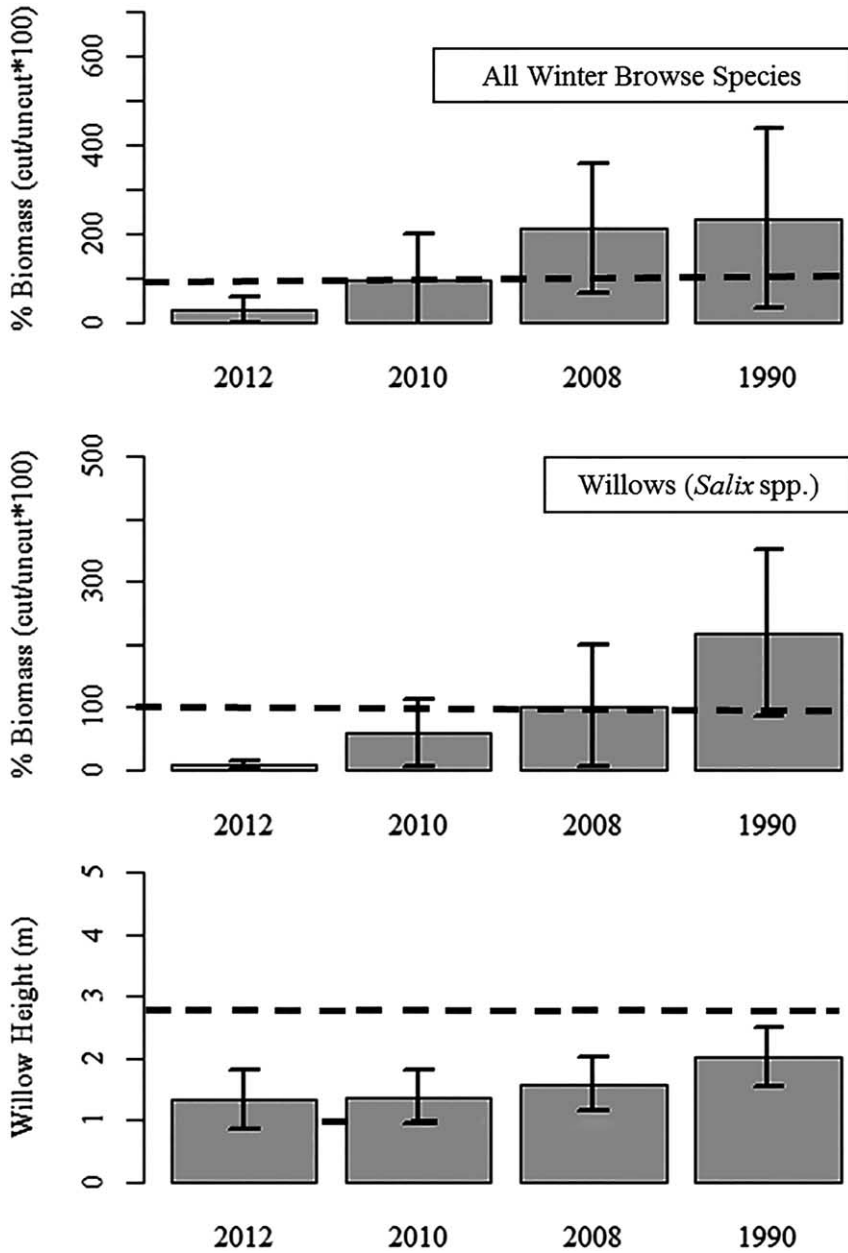 All Winter Browse Species
% Biomass (cut/uncut*100)
600
400
200
0
2012 2010 2008 1990
Willows (Salix spp.)
% Biomass (cut/uncut*100)
500
300
100
0
2012 2010 2008 1990
Willow Height (m)
5
4
3
2
1
0
2012 2010 2008 1990